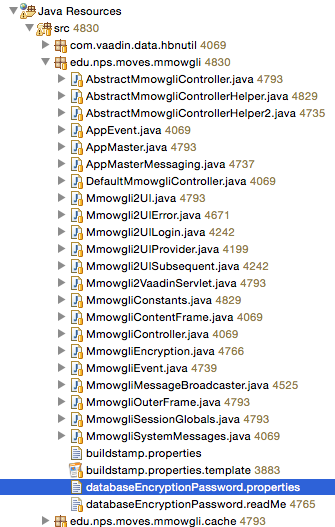 Java Resources
src 4830
com.vaadin.data.hbnutil 4069
edu.nps.moves.mmowgli 4830
AbstractMmowgliController.java 4793
AbstractMmowgliControllerHelper.java 4829
AbstractMmowgliControllerHelper2.java 4735
AppEvent.java 4069
AppMaster.java 4793
AppMasterMessaging.java 4737
DefaultMmowgliController.java 4069
Mmowgli2UI.java 4793
Mmowgli2UIError.java 4671
Mmowgli2UILogin.java 4242
Mmowgli2UIProvider.java 4199
Mmowgli2UISubsequent.java 4242
Mmowgli2VaadinServlet.java 4793
MmowgliConstants.java 4829
MmowgliContentFrame.java 4069
MmowgliController.java 4069
MmowgliEncryption.java 4766
MmowgliEvent.java 4739
MmowgliMessageBroadcaster.java 4525
MmowgliOuterFrame.java 4793
MmowgliSessionGlobals.java 4793
MmowgliSystemMessages.java 4069
buildstamp.properties
buildstamp.properties.template 3883
databaseEncryptionPassword.properties
databaseEncryptionPassword.readMe 4765
edu.nps.moves.mmowgli.cache 4793